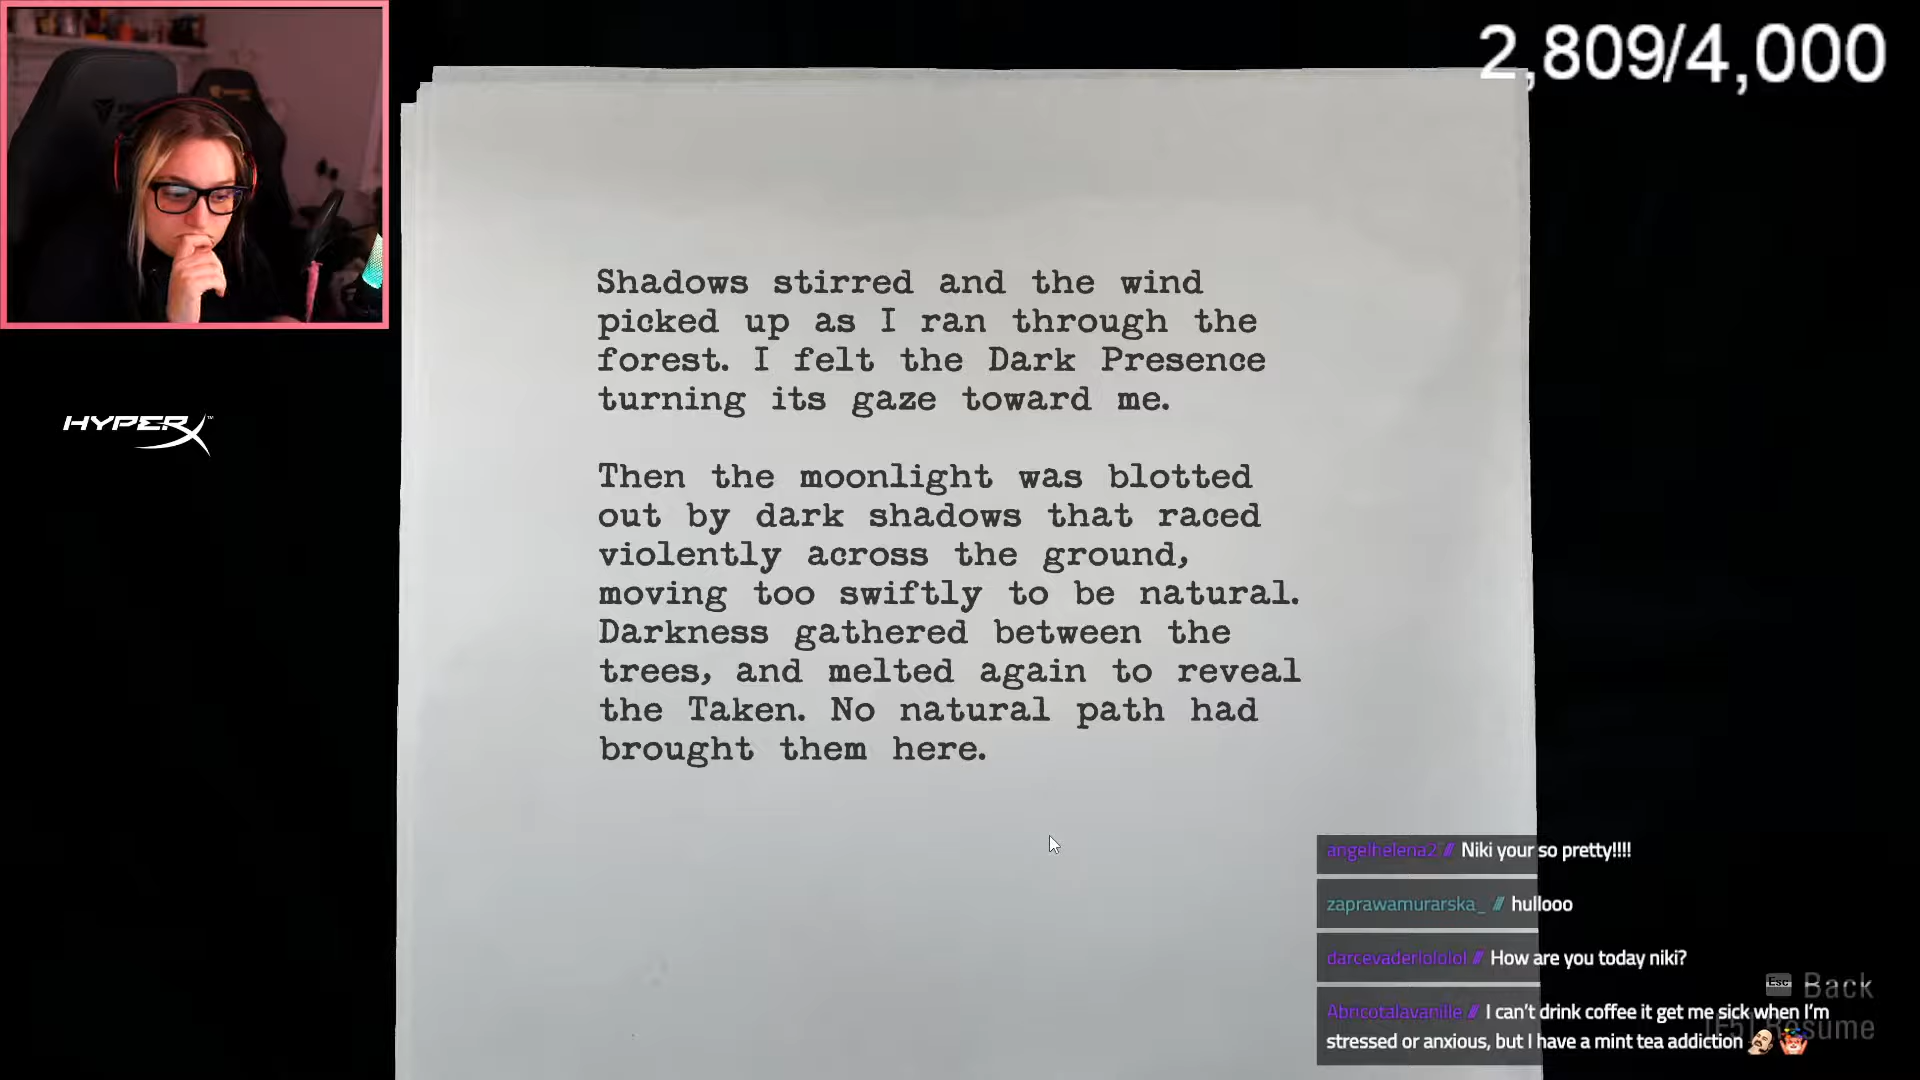 2,809/4,000
Shadows stirred and the wind
picked up as I ran through the
forest. I felt the Dark Presence
turning its gaze toward me.
Then the moonlight was blotted
out by dark shadows that raced
violently across the ground,
moving too swiftly to be natural.
Darkness gathered between the
trees, and melted again to reveal
the Taken. No natural path had
brought them here.
HYPERX™
angelhelena2 // Niki your so pretty!!!!
zaprawamurarska_ // hullooo
darcevaderlololol // How are you today niki?
Abricotalavanille // I can't drink coffee it get me sick when I'm
stressed or anxious, but I have a mint tea addiction
Esc Back
[F5] Resume